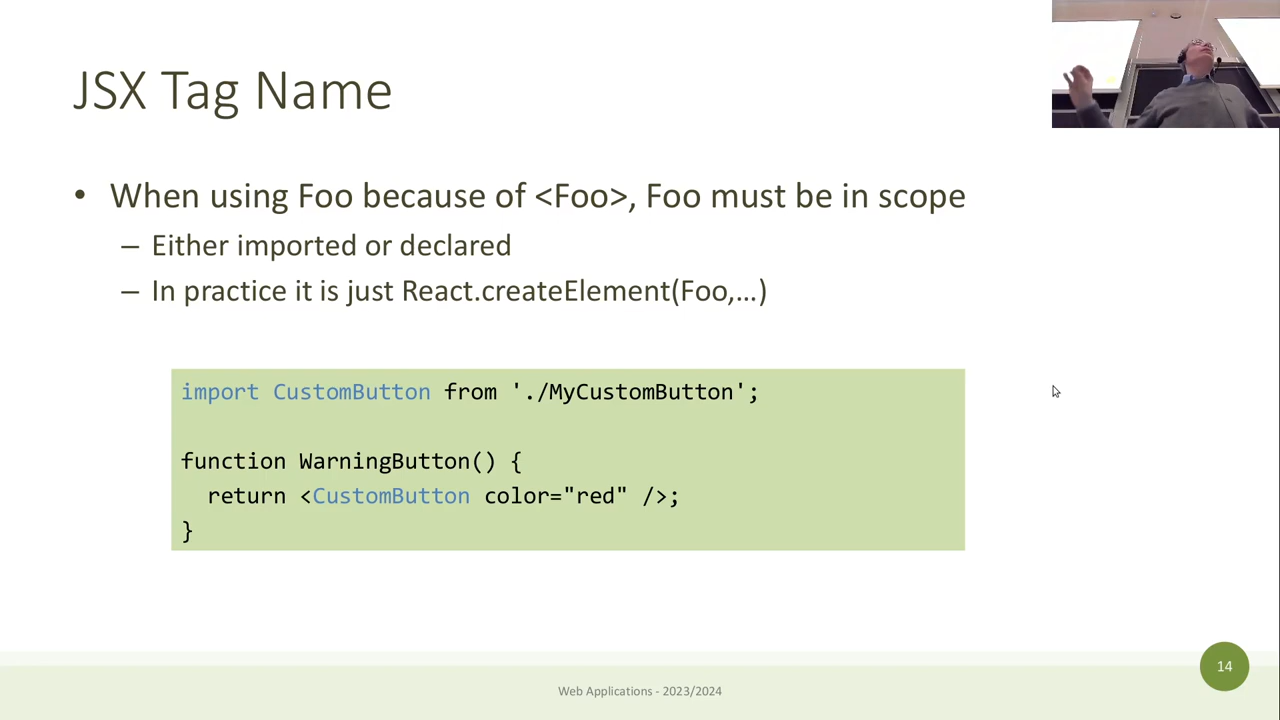 JSX Tag Name
• When using Foo because of <Foo>, Foo must be in scope
– Either imported or declared
– In practice it is just React.createElement(Foo,…)
import CustomButton from './MyCustomButton';
function WarningButton() {
return <CustomButton color="red" />;
}
Web Applications - 2023/2024
14